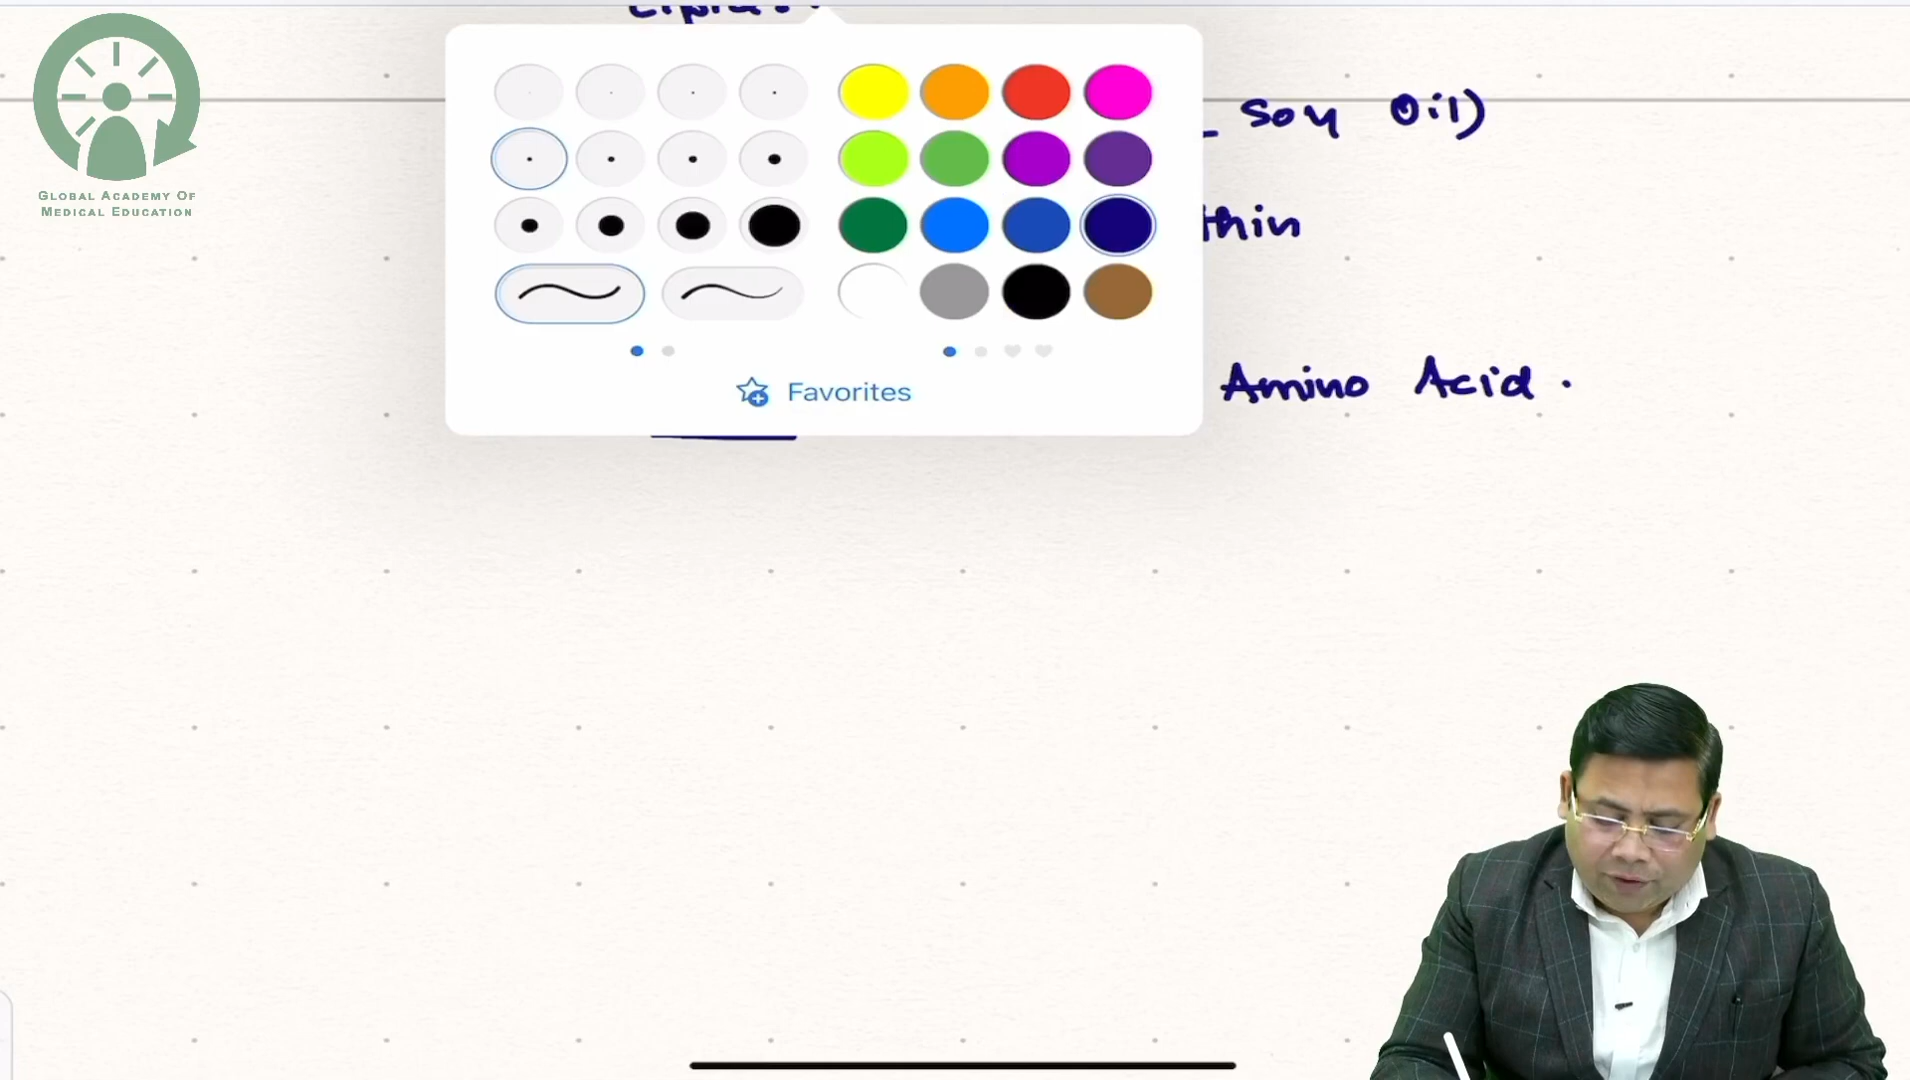 GLOBAL ACADEMY OF
MEDICAL EDUCATION
Soy Oil)
thin
Amino Acid .
Favorites